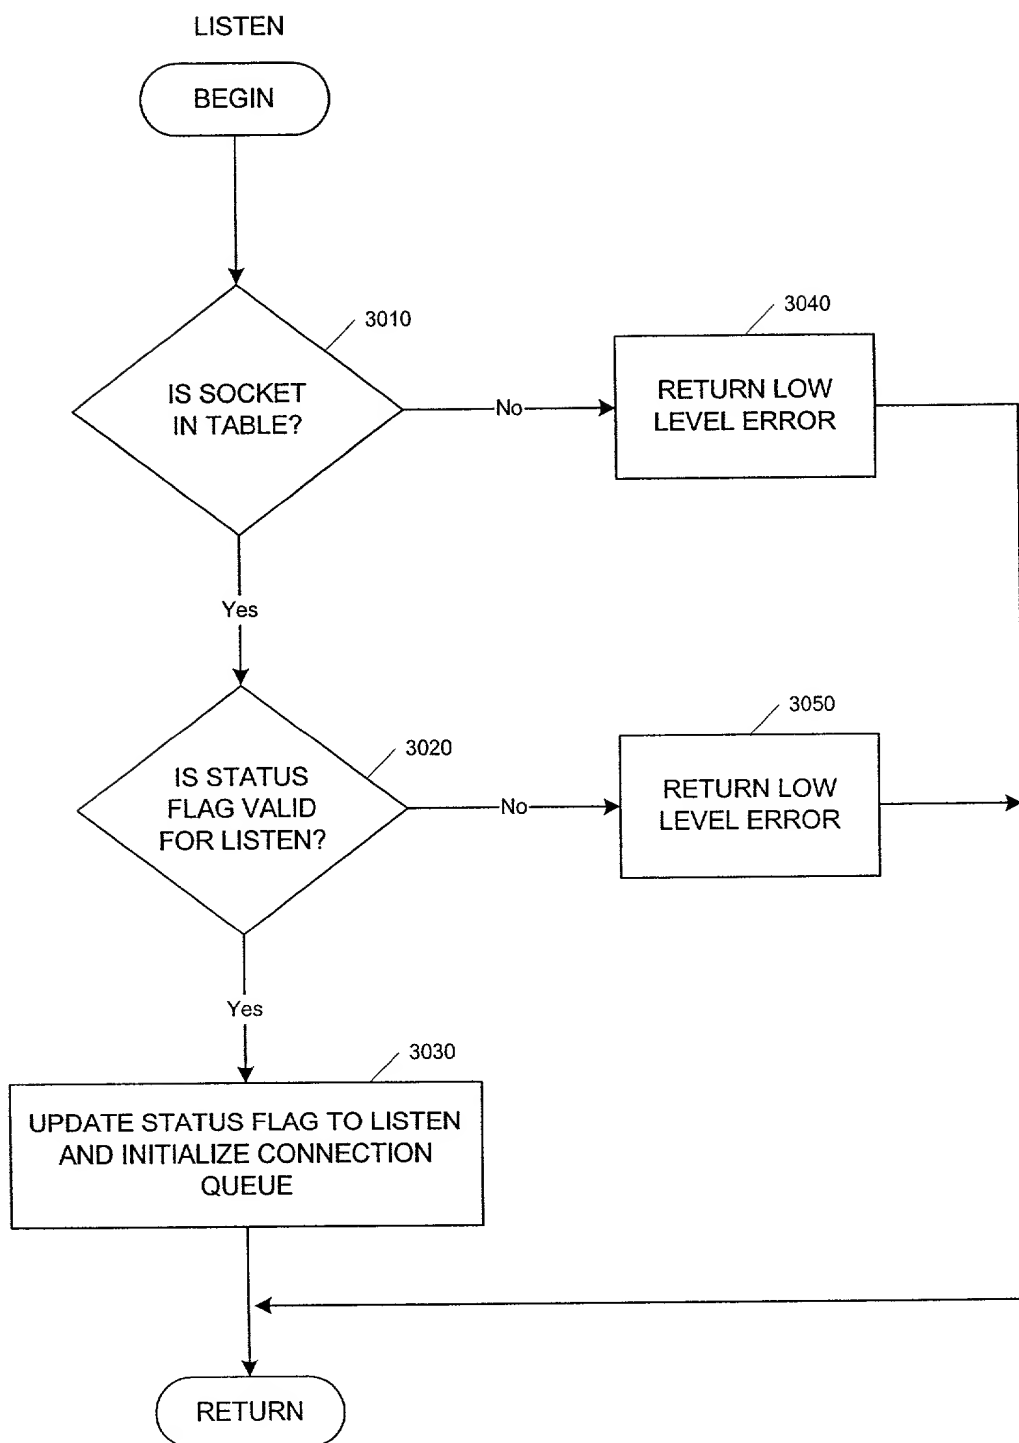 LISTEN
BEGIN
3010
IS SOCKET
IN TABLE?
No
3040
RETURN LOW
LEVEL ERROR
Yes
3020
IS STATUS
FLAG VALID
FOR LISTEN?
No
3050
RETURN LOW
LEVEL ERROR
Yes
3030
UPDATE STATUS FLAG TO LISTEN
AND INITIALIZE CONNECTION
QUEUE
RETURN